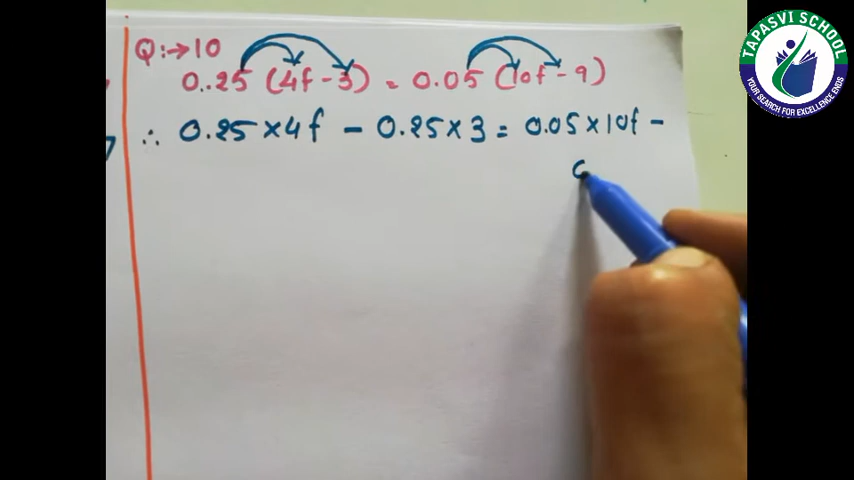 Q:→10
0.25 (4f-3) = 0.05 (10f-9)
∴ 0.25×4f - 0.25×3 = 0.05×10f -
TAPASVI SCHOOL
YOUR SEARCH FOR EXCELLENCE ENDS